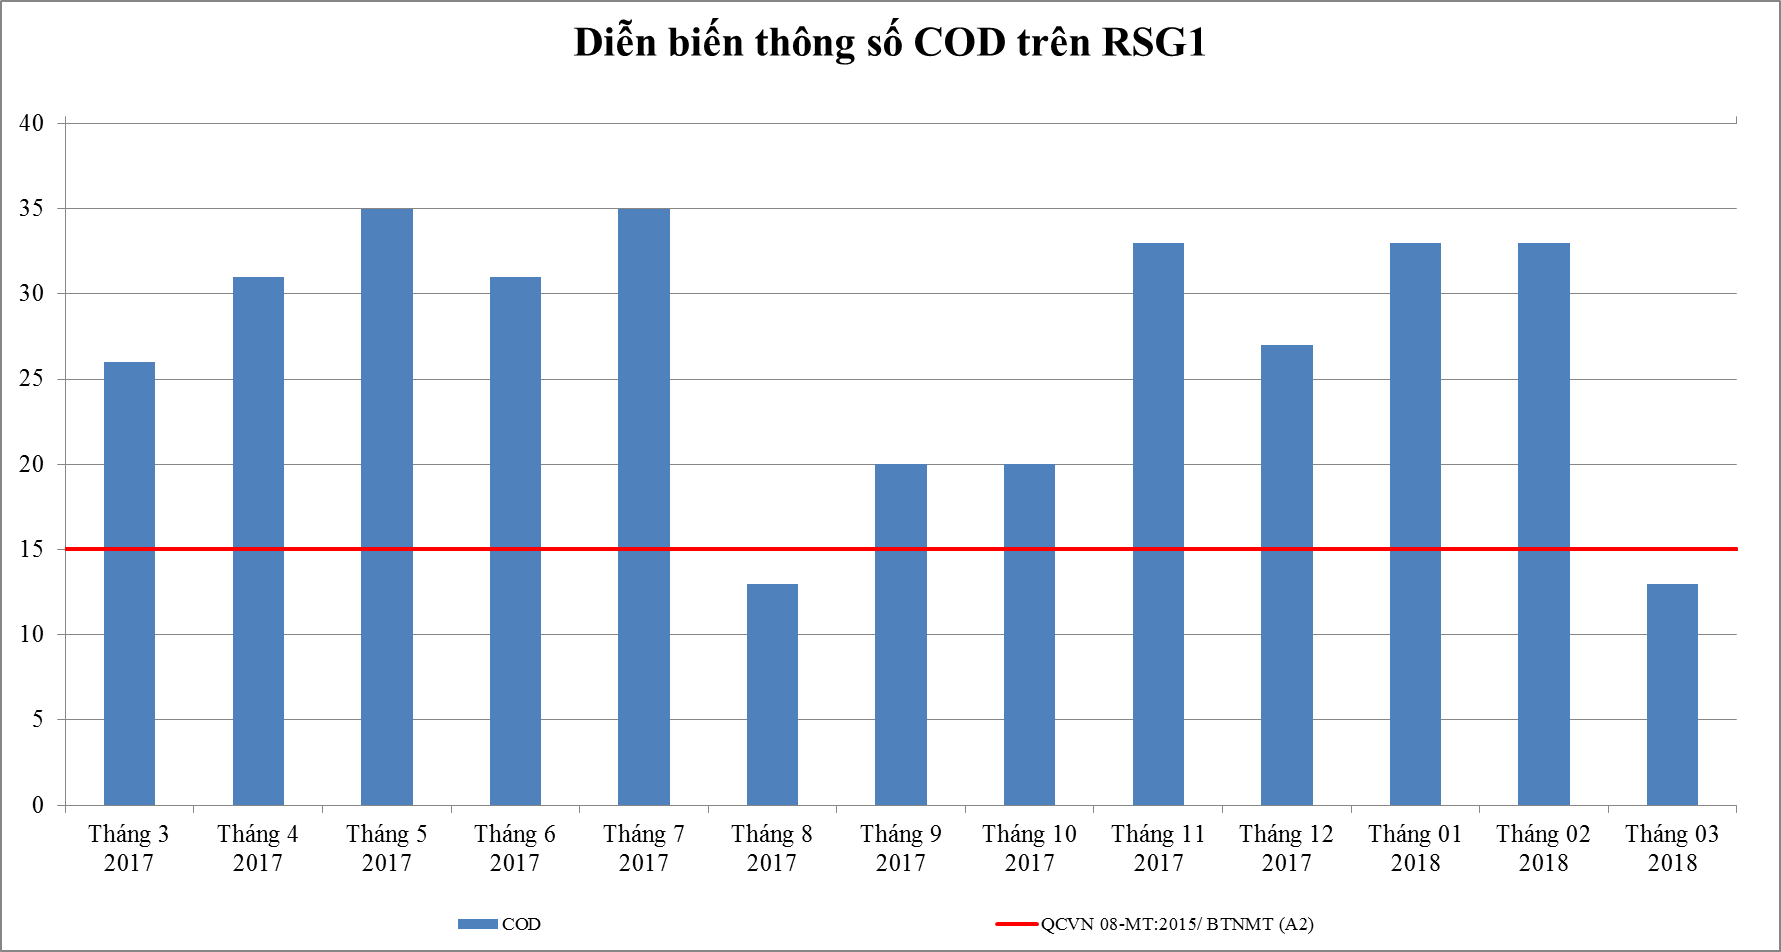 Diễn biến thông số COD trên RSG1
40
35
30
25
20
15
10
5
0
Tháng 3
2017
Tháng 4
2017
Tháng 5
2017
Tháng 6
2017
Tháng 7
2017
Tháng 8
2017
Tháng 9
2017
Tháng 10
2017
Tháng 11
2017
Tháng 12
2017
Tháng 01
2018
Tháng 02
2018
Tháng 03
2018
COD
QCVN 08-MT:2015/ BTNMT (A2)